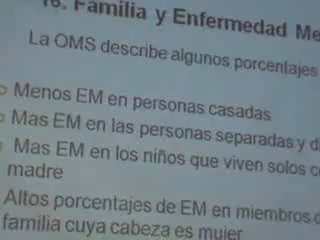 16. Familia y Enfermedad Me
La OMS describe algunos porcentajes
Menos EM en personas casadas
Mas EM en las personas separadas y d
Mas EM en los niños que viven solos c
madre
Altos porcentajes de EM en miembros d
familia cuya cabeza es mujer